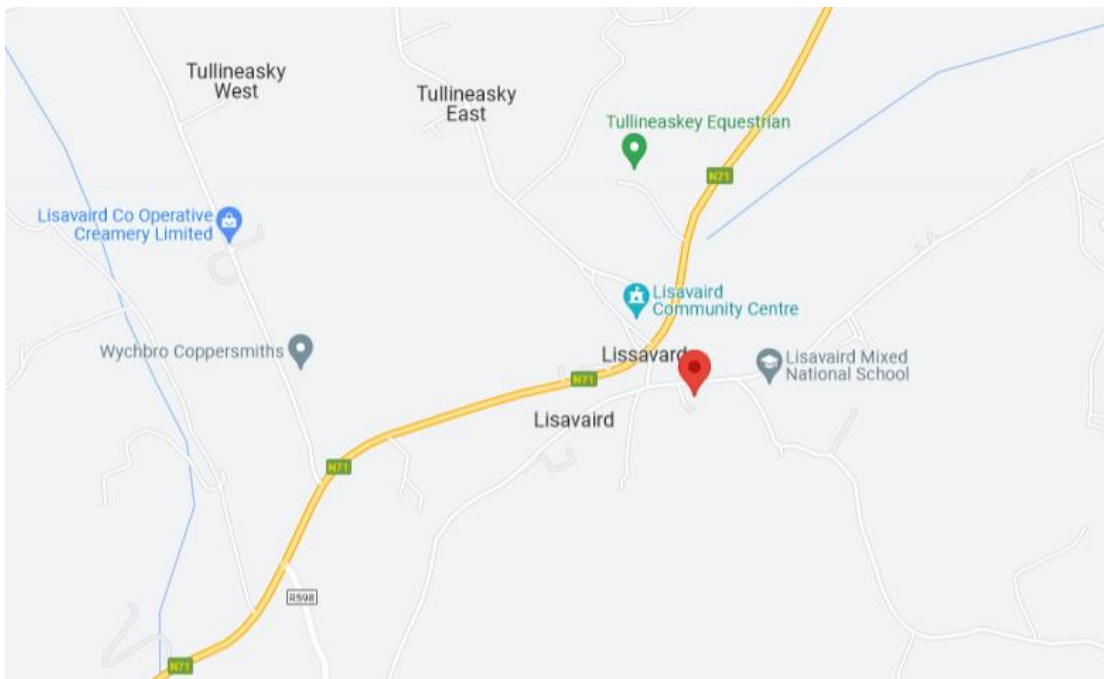 Tullineasky
West
Tullineasky
East
Tullineaskey Equestrian
N71
Lisavaird Co Operative
Creamery Limited
Lisavaird
Community Centre
Wychbro Coppersmiths
Lissavard
Lisavaird Mixed
National School
N71
Lisavaird
N71
R598
N71